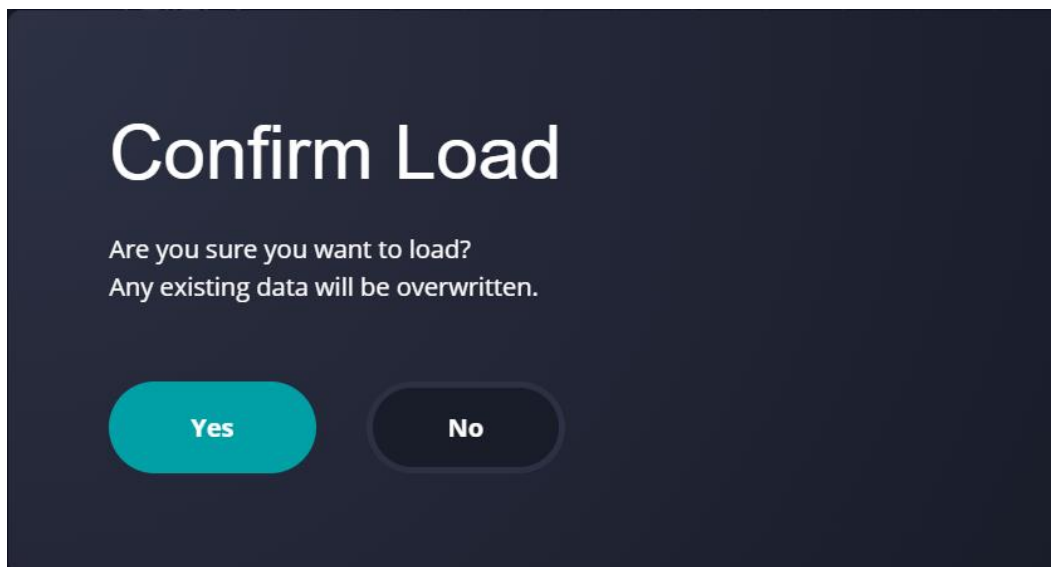 Confirm Load
Are you sure you want to load?
Any existing data will be overwritten.
Yes No